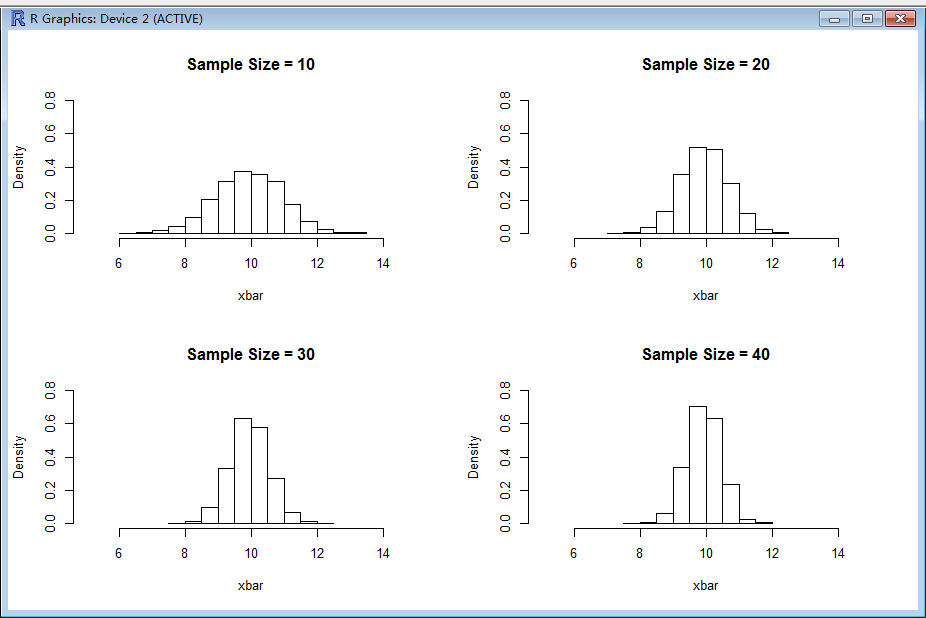 R Graphics: Device 2 (ACTIVE)
Sample Size = 10
Density
0.0 0.2 0.4 0.6 0.8
6 8 10 12 14
xbar
Sample Size = 20
Density
0.0 0.2 0.4 0.6 0.8
6 8 10 12 14
xbar
Sample Size = 30
Density
0.0 0.2 0.4 0.6 0.8
6 8 10 12 14
xbar
Sample Size = 40
Density
0.0 0.2 0.4 0.6 0.8
6 8 10 12 14
xbar